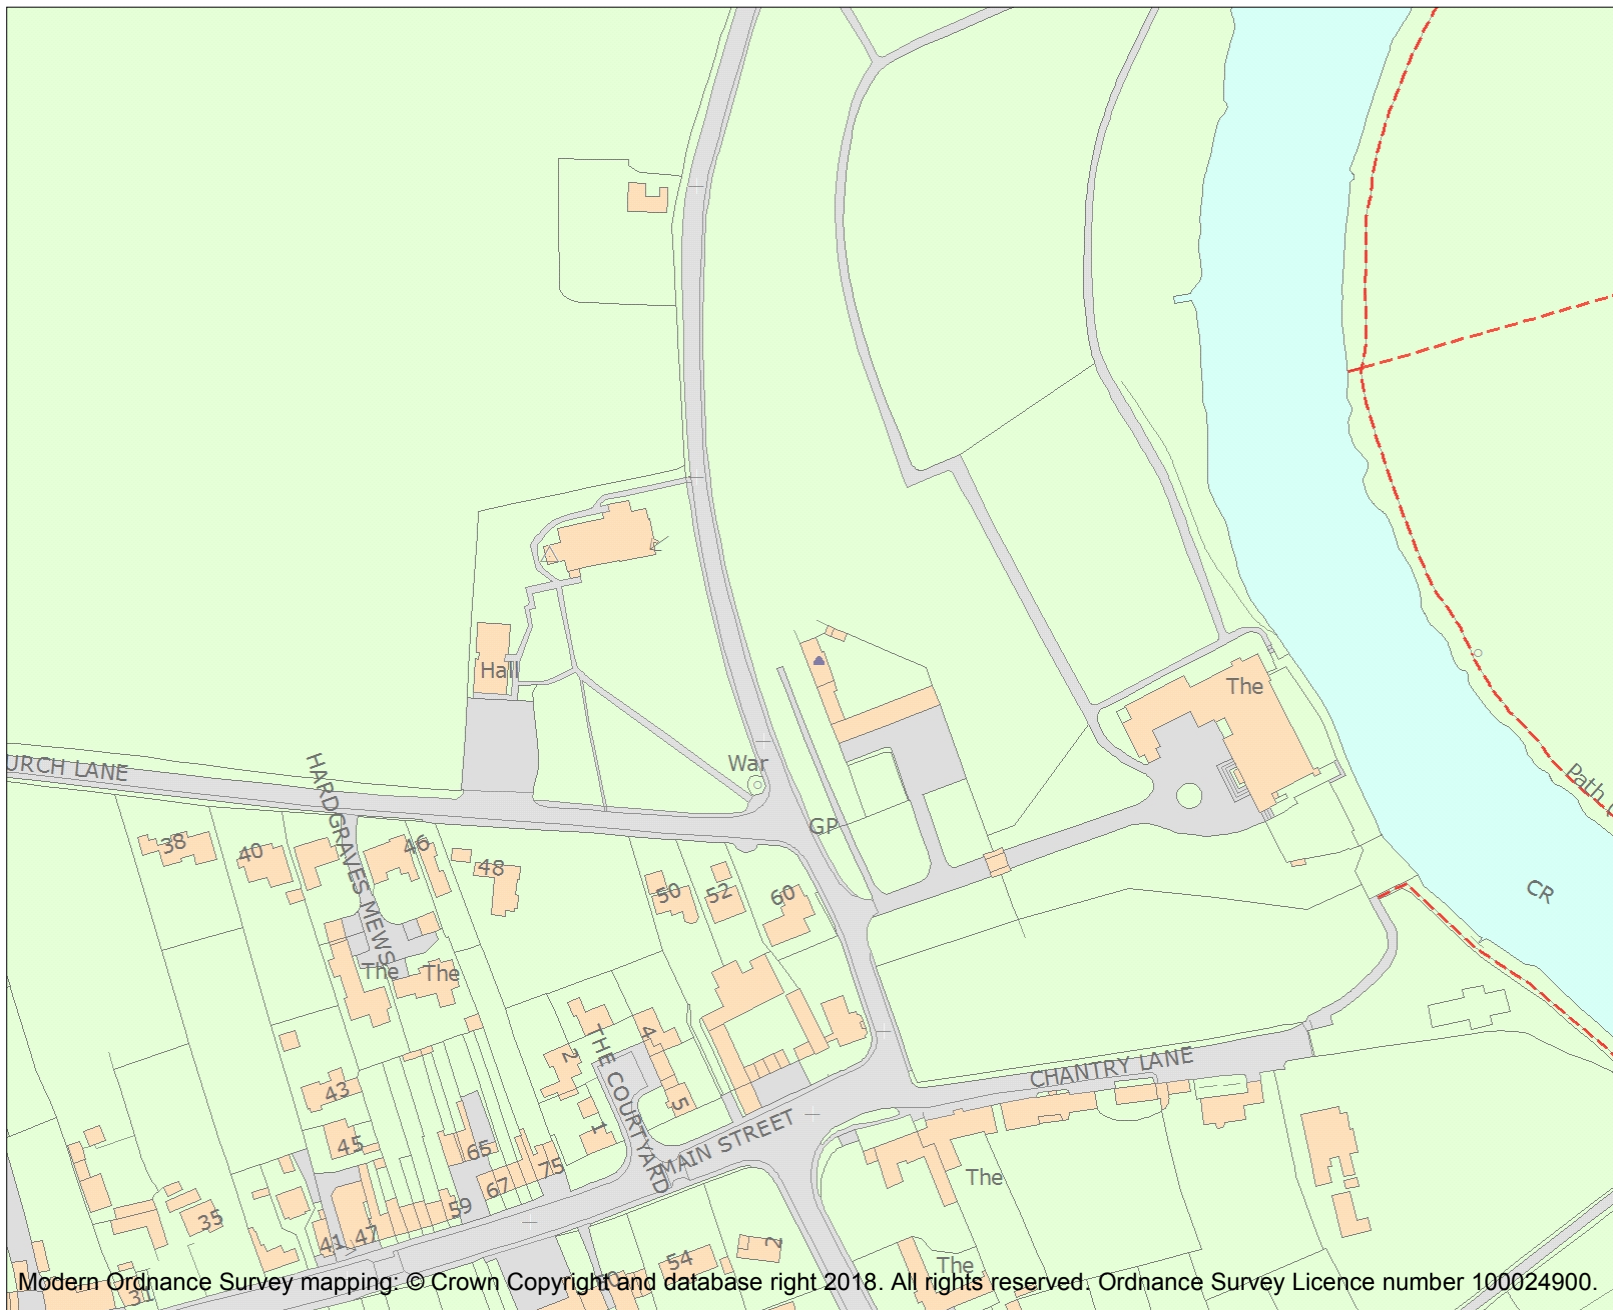 The
Hall
War
URCH LANE
HARDGRAVES MEWS
Path
GP
38
40
46
48
50
52
60
CR
The
The
4
2
THE COURTYARD
CHANTRY LANE
43
5
1
MAIN STREET
45
65
75
67
The
59
35
41
47
54
2
The
31
Modern Ordnance Survey mapping: © Crown Copyright and database right 2018. All rights reserved. Ordnance Survey Licence number 100024900.